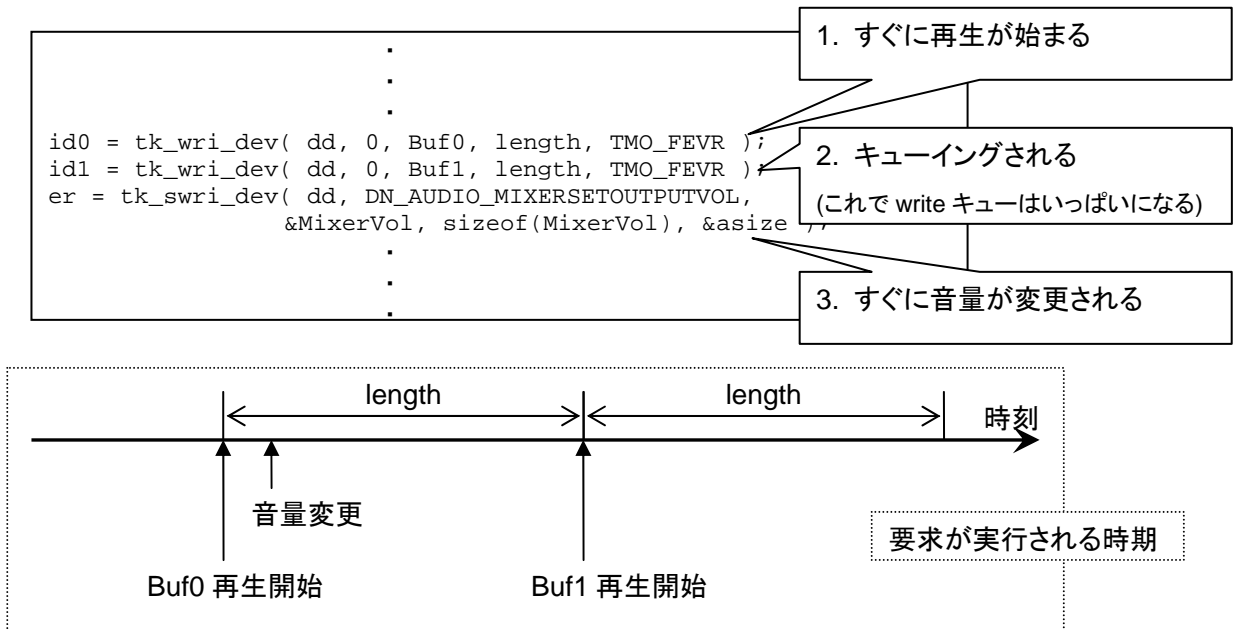 1. すぐに再生が始まる
・
・
・
id0 = tk_wri_dev( dd, 0, Buf0, length, TMO_FEVR );
id1 = tk_wri_dev( dd, 0, Buf1, length, TMO_FEVR );
er = tk_swri_dev( dd, DN_AUDIO_MIXERSETOUTPUTVOL,
&MixerVol, sizeof(MixerVol), &asize );
・
・
・
2. キューイングされる
(これで write キューはいっぱいになる)
3. すぐに音量が変更される
length
length
時刻
音量変更
要求が実行される時期
Buf0 再生開始
Buf1 再生開始